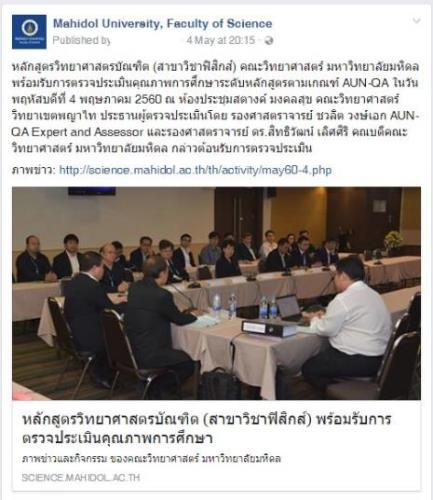 Mahidol University, Faculty of Science
Published by
4 May at 20:15
หลักสูตรวิทยาศาสตรบัณฑิต (สาขาวิชาฟิสิกส์) คณะวิทยาศาสตร์ มหาวิทยาลัยมหิดล
พร้อมรับการตรวจประเมินคุณภาพการศึกษาระดับหลักสูตรตามเกณฑ์ AUN-QA ในวัน
พฤหัสบดีที่ 4 พฤษภาคม 2560 ณ ห้องประชุมสตางค์ มงคลสุข คณะวิทยาศาสตร์
วิทยาเขตพญาไท ประธานผู้ตรวจประเมินโดย รองศาสตราจารย์ ชวลิต วงษ์เอก AUN-
QA Expert and Assessor และรองศาสตราจารย์ ดร.สิทธิวัฒน์ เลิศศิริ คณบดีคณะ
วิทยาศาสตร์ มหาวิทยาลัยมหิดล กล่าวต้อนรับการตรวจประเมิน
ภาพข่าว: http://science.mahidol.ac.th/th/activity/may60-4.php
หลักสูตรวิทยาศาสตรบัณฑิต (สาขาวิชาฟิสิกส์) พร้อมรับการ
ตรวจประเมินคุณภาพการศึกษา
ภาพข่าวและกิจกรรม ของคณะวิทยาศาสตร์ มหาวิทยาลัยมหิดล
SCIENCE.MAHIDOL.AC.TH